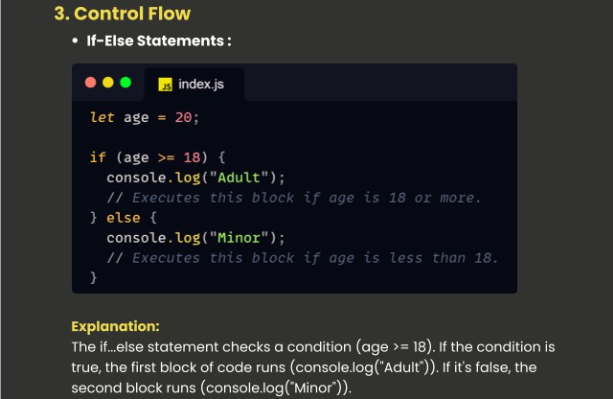 3. Control Flow
• If-Else Statements :
JS index.js
let age = 20;
if (age >= 18) {
  console.log("Adult");
  // Executes this block if age is 18 or more.
} else {
  console.log("Minor");
  // Executes this block if age is less than 18.
}
Explanation:
The if...else statement checks a condition (age >= 18). If the condition is
true, the first block of code runs (console.log("Adult")). If it's false, the
second block runs (console.log("Minor")).